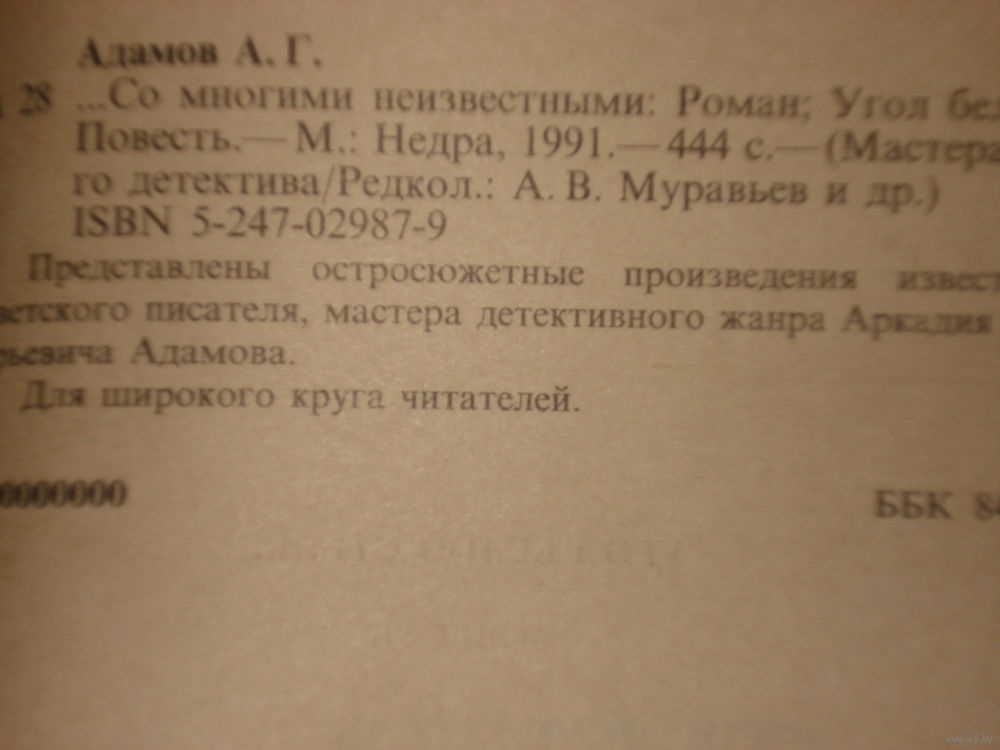 Адамов А. Г.
28 ...Со многими неизвестными: Роман; Угол бел
Повесть.— М.: Недра, 1991.— 444 с.— (Мастера
го детектива/Редкол.: А. В. Муравьев и др.)
ISBN 5-247-02987-9
Представлены остросюжетные произведения извест
ветского писателя, мастера детективного жанра Аркадия
рьевича Адамова.
Для широкого круга читателей.
0000000
ББК 84
www.ay.by